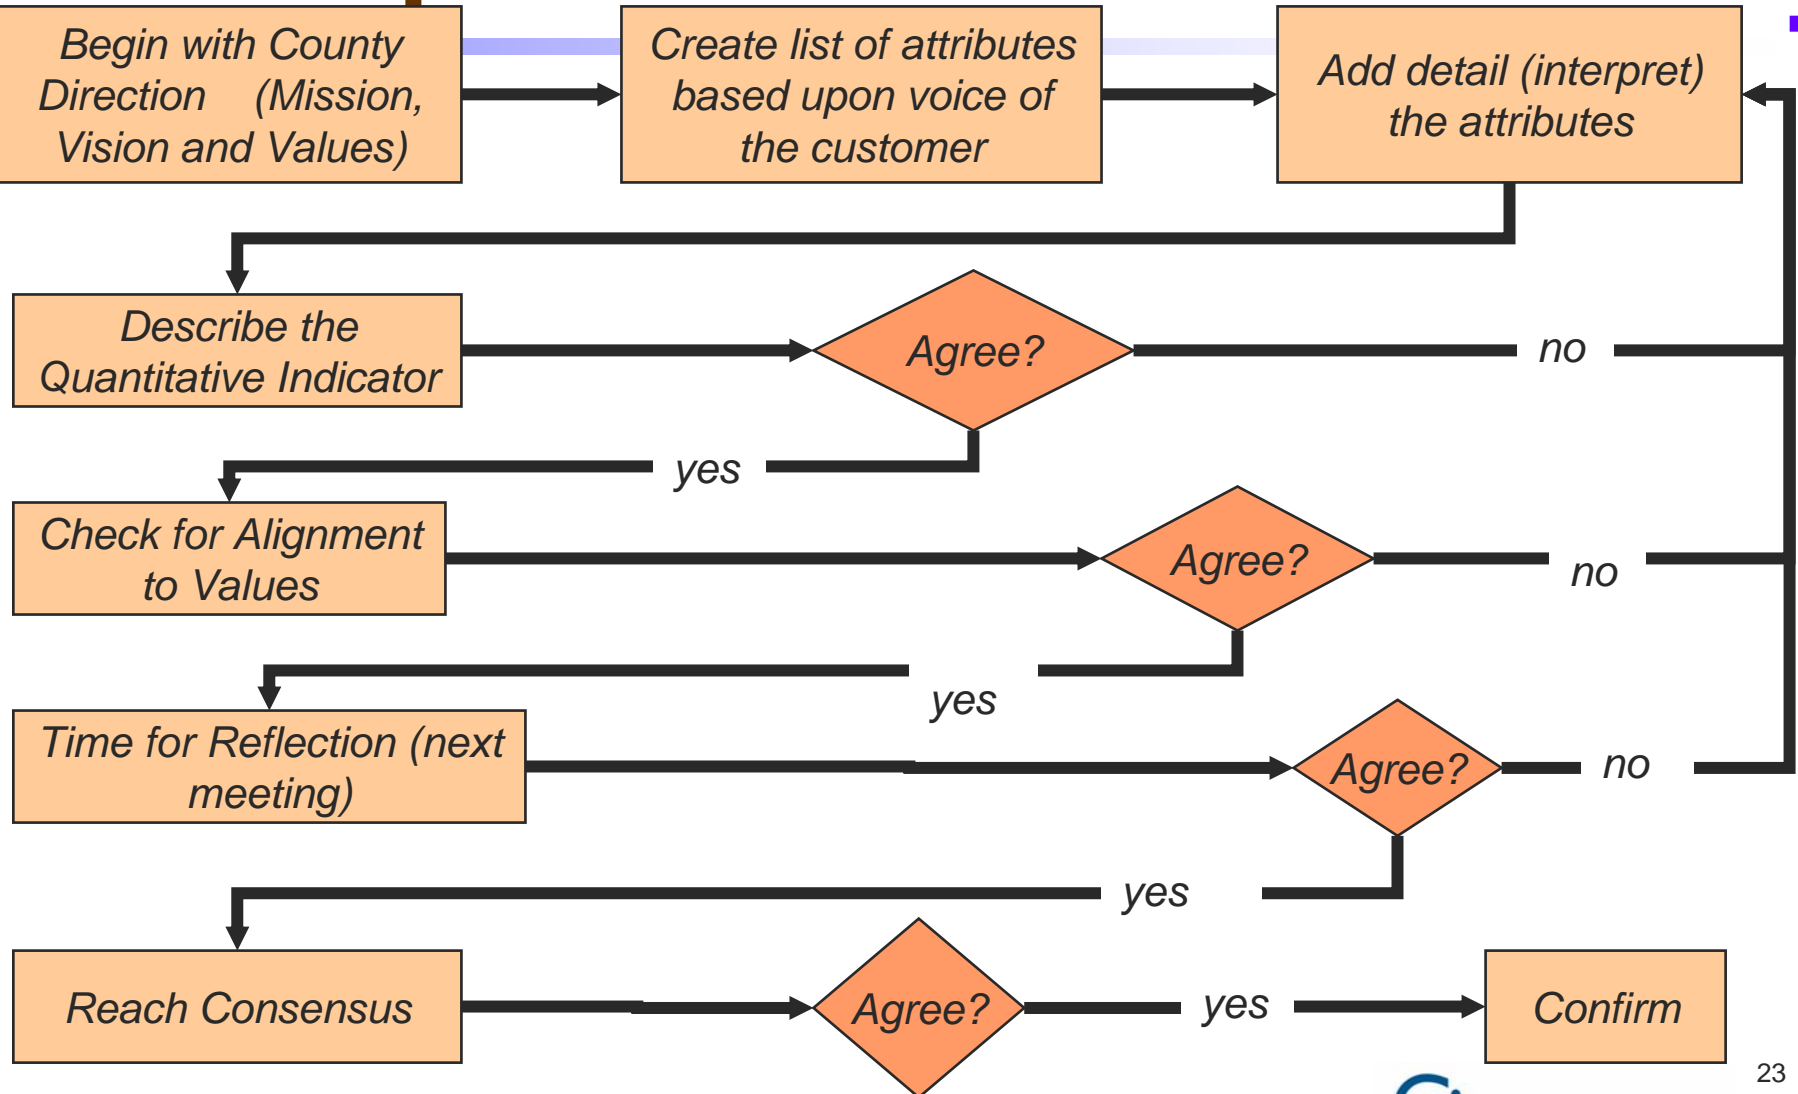 Begin with County
Direction (Mission,
Vision and Values)
Create list of attributes
based upon voice of
the customer
Add detail (interpret)
the attributes
Describe the
Quantitative Indicator
Agree?
no
yes
Check for Alignment
to Values
Agree?
no
yes
Time for Reflection (next
meeting)
Agree?
no
yes
Reach Consensus
Agree?
yes
Confirm
23